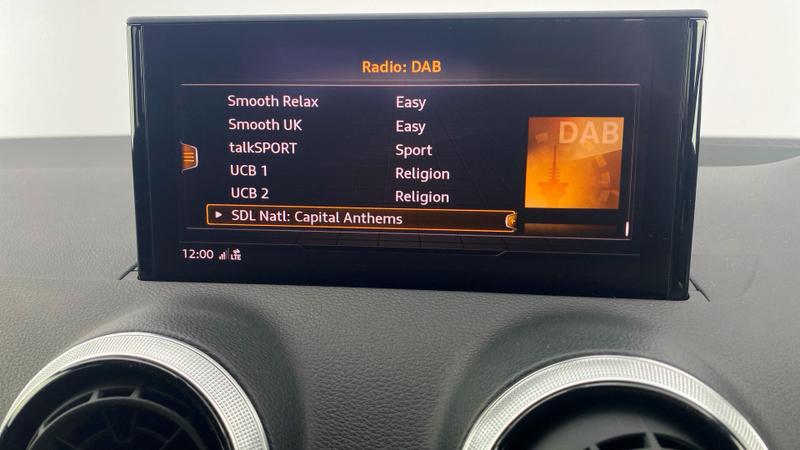 Radio: DAB
Smooth Relax Easy
Smooth UK Easy
talkSPORT Sport
UCB 1 Religion
UCB 2 Religion
SDL Natl: Capital Anthems
DAB
12:00 LTE